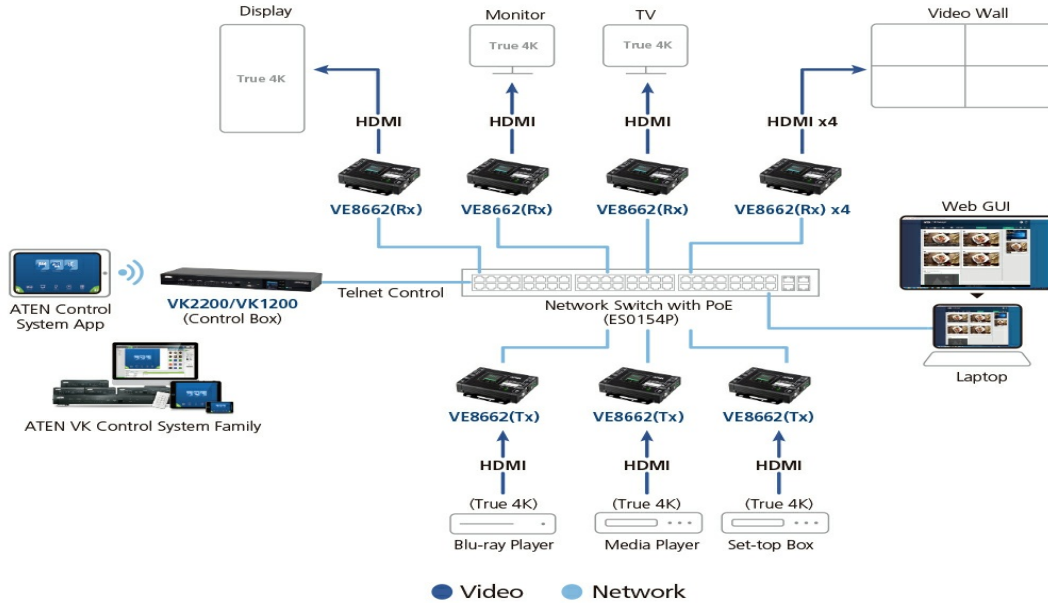 Display
Monitor
TV
Video Wall
True 4K
True 4K
True 4K
HDMI
HDMI
HDMI
HDMI x4
VE8662(Rx)
VE8662(Rx)
VE8662(Rx)
VE8662(Rx) x4
Web GUI
ATEN Control
System App
VK2200/VK1200
(Control Box)
Telnet Control
Network Switch with PoE
(ES0154P)
Laptop
ATEN VK Control System Family
VE8662(Tx)
VE8662(Tx)
VE8662(Tx)
HDMI
HDMI
HDMI
(True 4K)
(True 4K)
(True 4K)
Blu-ray Player
Media Player
Set-top Box
Video
Network